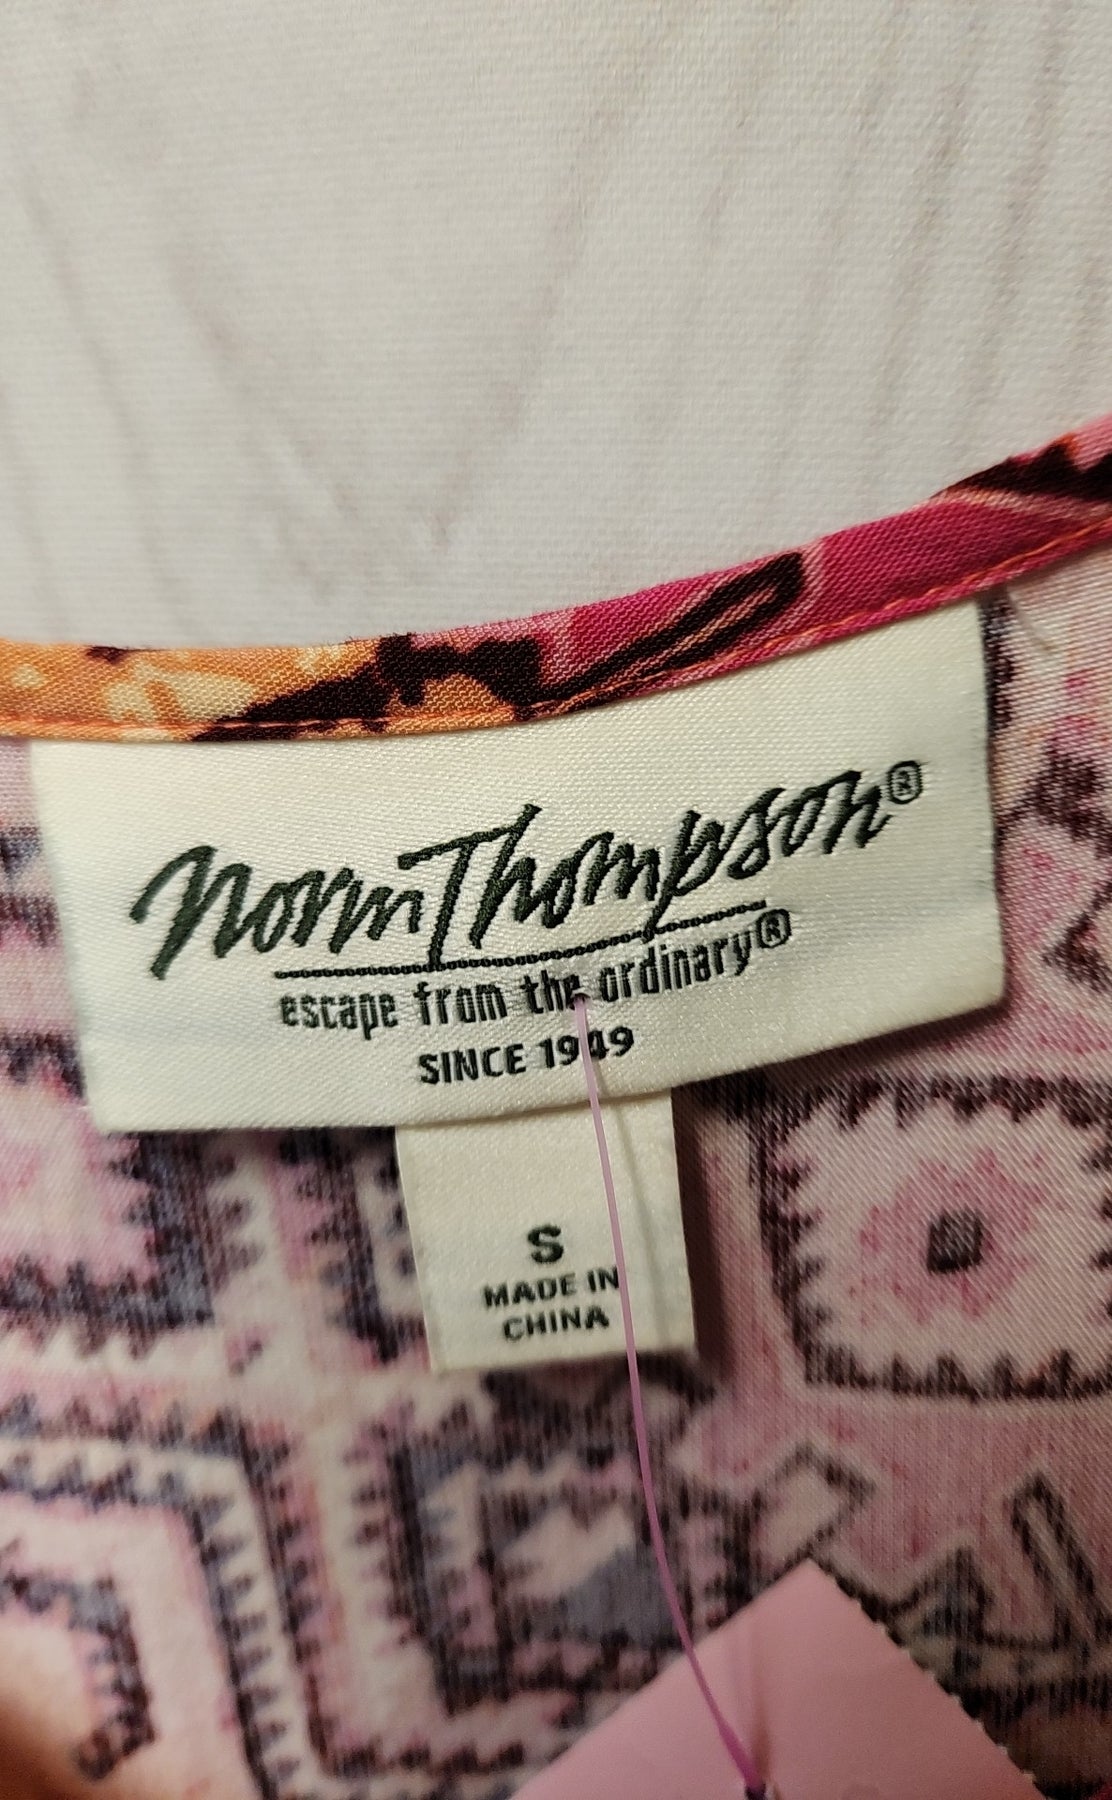 Norm Thompson®
escape from the ordinary®
SINCE 1949
S
MADE IN
CHINA